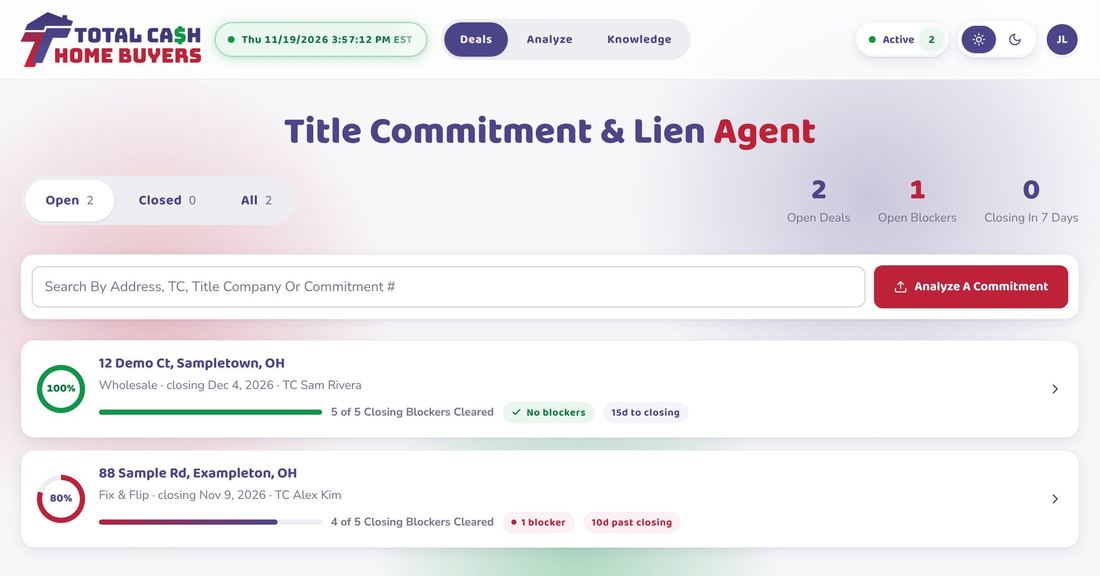 TOTAL CA$H
HOME BUYERS
Thu 11/19/2026 3:57:12 PM EST
Deals
Analyze
Knowledge
Active 2
JL
Title Commitment & Lien Agent
Open 2
Closed 0
All 2
2
Open Deals
1
Open Blockers
0
Closing In 7 Days
Search By Address, TC, Title Company Or Commitment #
Analyze A Commitment
100%
12 Demo Ct, Sampletown, OH
Wholesale · closing Dec 4, 2026 · TC Sam Rivera
5 of 5 Closing Blockers Cleared
No blockers
15d to closing
80%
88 Sample Rd, Exampleton, OH
Fix & Flip · closing Nov 9, 2026 · TC Alex Kim
4 of 5 Closing Blockers Cleared
1 blocker
10d past closing